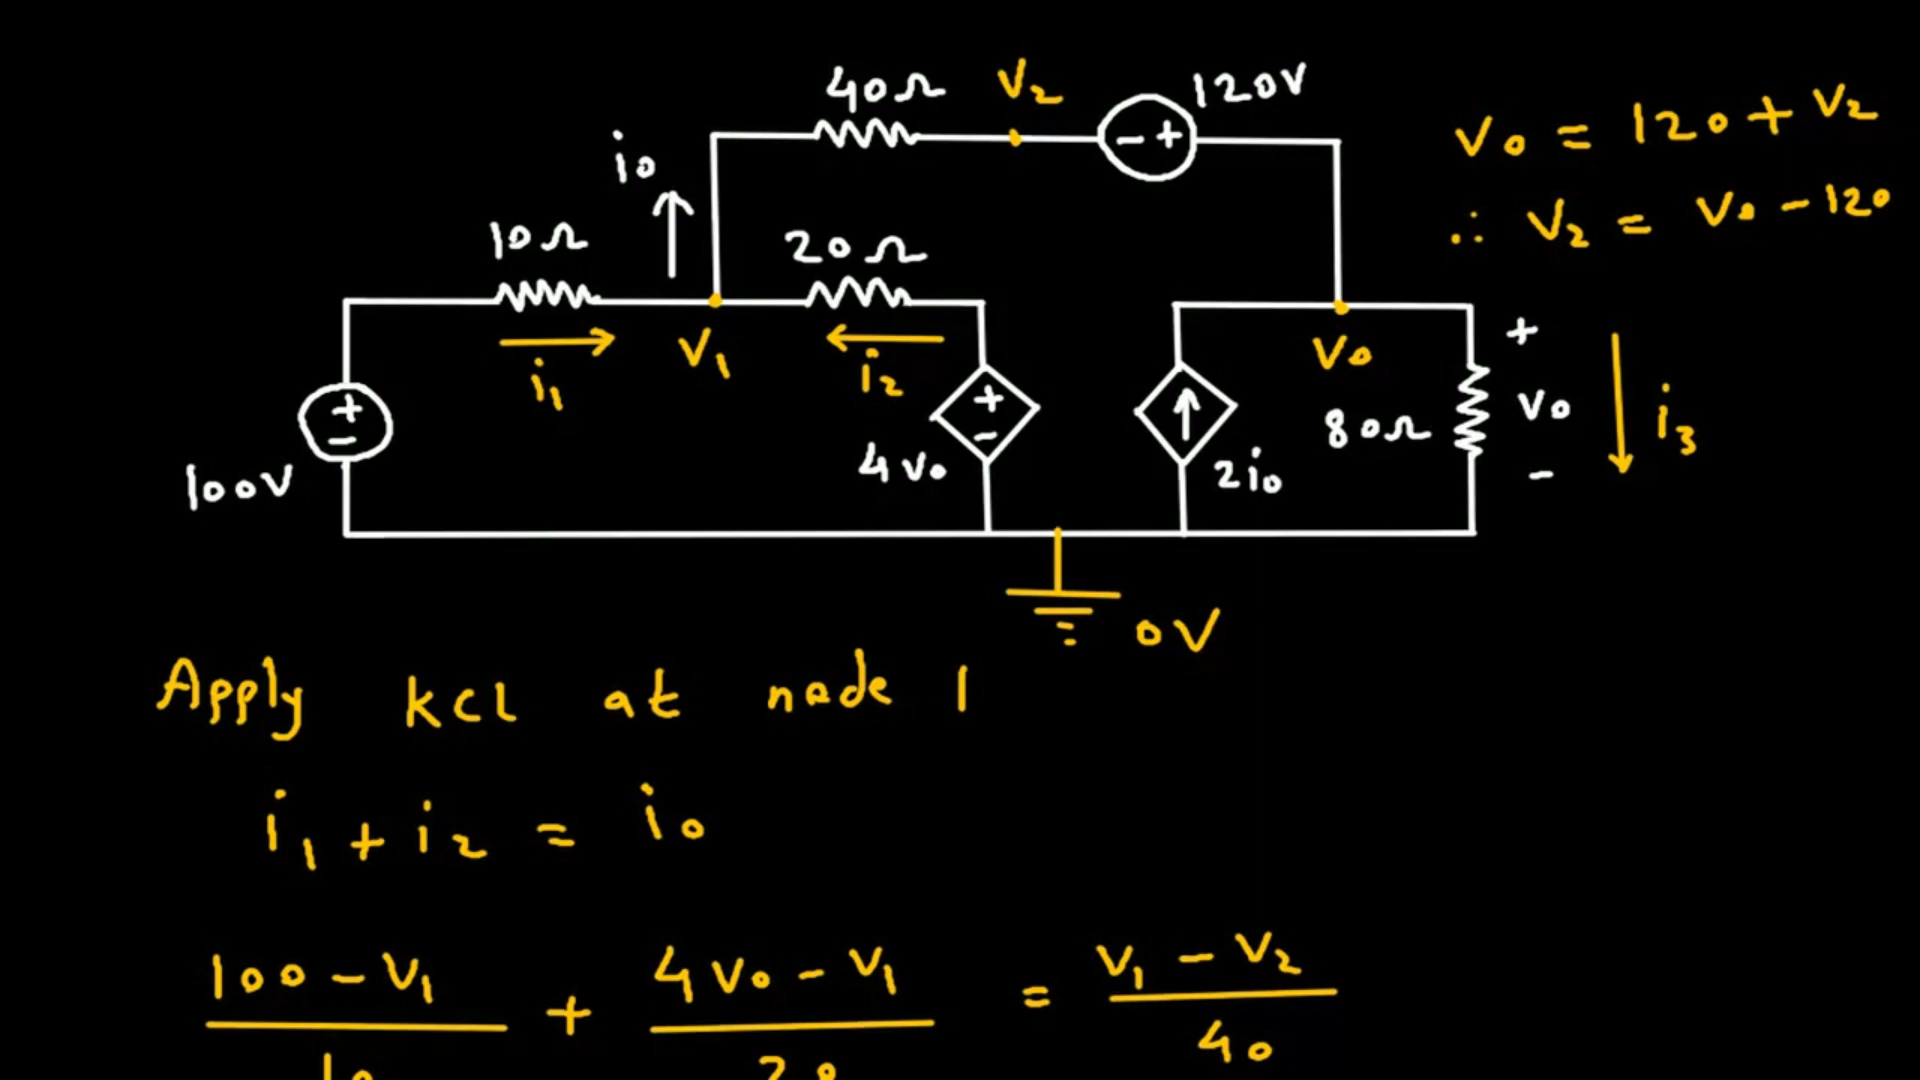 40Ω V₂ 120V
V₀ = 120 + V₂
i₀
∴ V₂ = V₀ - 120
10Ω 20Ω
- +
+
V₁ V₀
i₁ i₂
+ + V₀ i₃
- - 80Ω
100V 4V₀ 2i₀ -
0V
Apply KCL at node 1
i₁ + i₂ = i₀
100 - V₁ + 4V₀ - V₁ = V₁ - V₂
10 20 40